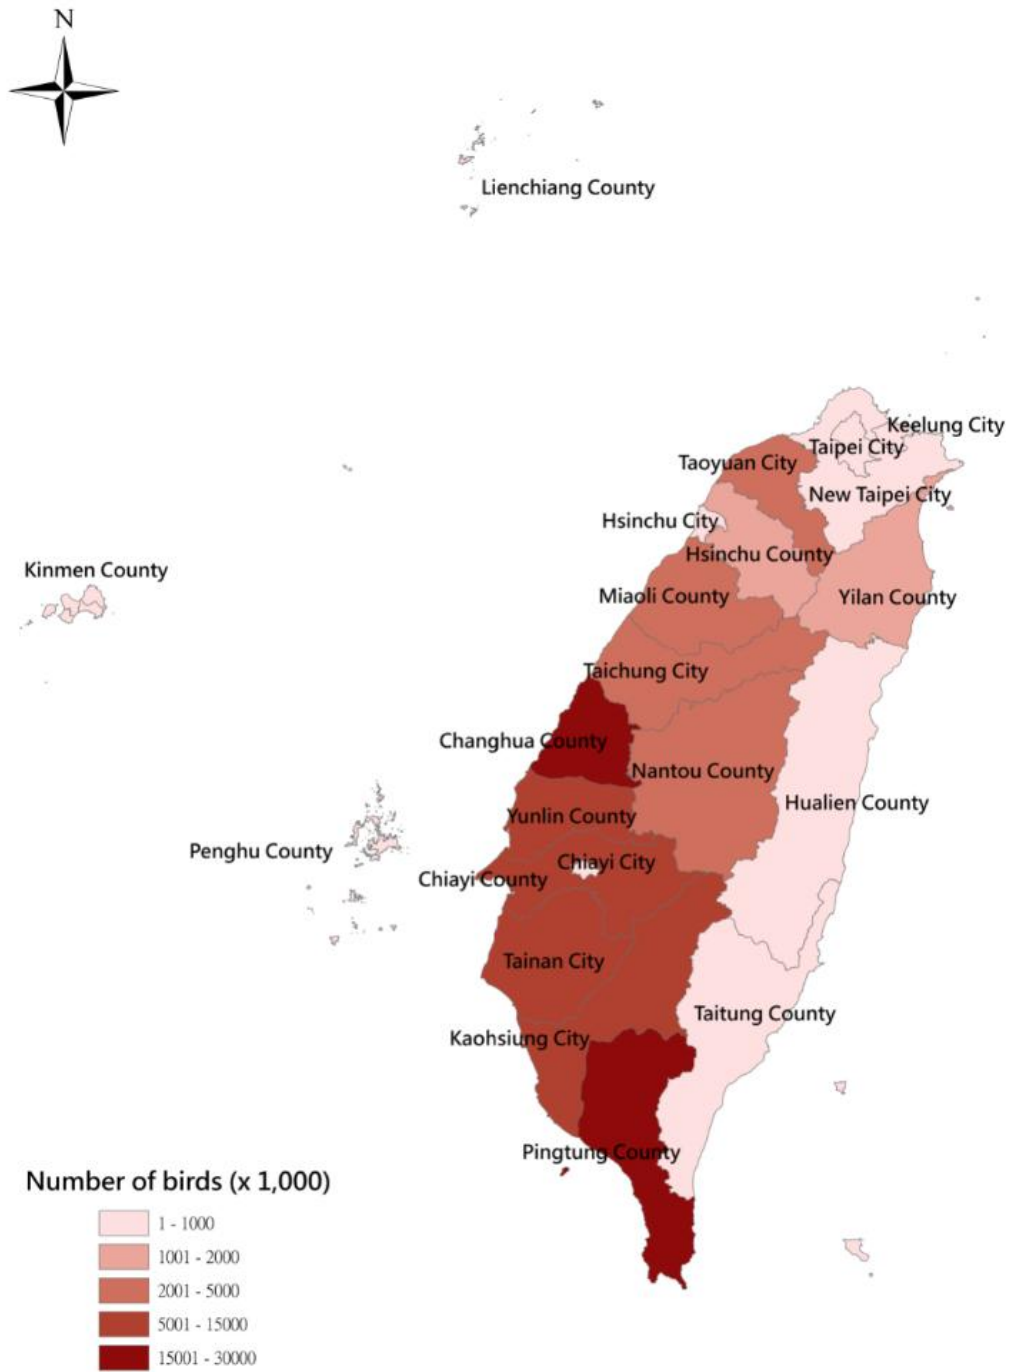 N
Lienchiang County
Keelung City
Taipei City
Taoyuan City
New Taipei City
Hsinchu City
Hsinchu County
Kinmen County
Miaoli County
Yilan County
Taichung City
Changhua County
Nantou County
Hualien County
Yunlin County
Penghu County
Chiayi City
Chiayi County
Tainan City
Taitung County
Kaohsiung City
Pingtung County
Number of birds (x 1,000)
1 - 1000
1001 - 2000
2001 - 5000
5001 - 15000
15001 - 30000